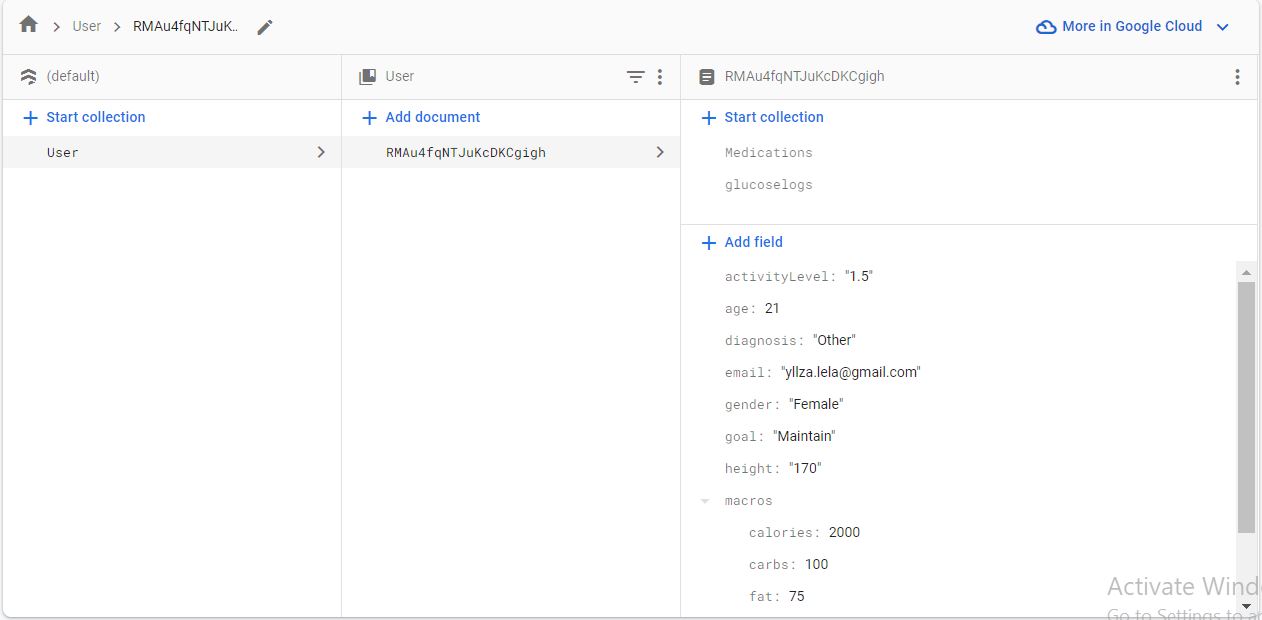 User RMAu4fqNTJuK.. More in Google Cloud
(default) User RMAu4fqNTJuKcDKCgigh
Start collection Add document Start collection
User RMAu4fqNTJuKcDKCgigh Medications
glucoselogs
Add field
activityLevel: "1.5"
age: 21
diagnosis: "Other"
email: "yllza.lela@gmail.com"
gender: "Female"
goal: "Maintain"
height: "170"
macros
calories: 2000
carbs: 100
fat: 75
Activate Wind
Go to Settings to